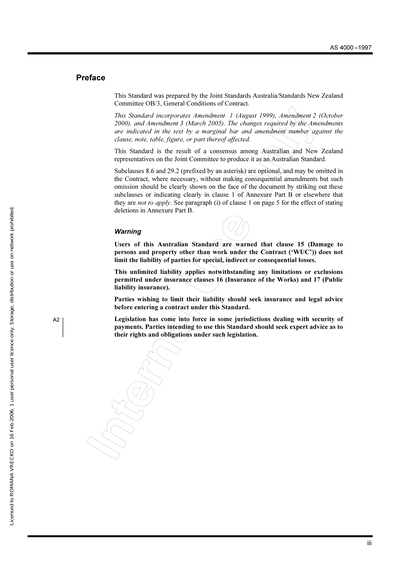 AS 4000—1997
Preface
This Standard was prepared by the Joint Standards Australia/Standards New Zealand
Committee OB/3, General Conditions of Contract.
This Standard incorporates Amendment 1 (August 1999), Amendment 2 (October
2000), and Amendment 3 (March 2005). The changes required by the Amendments
are indicated in the text by a marginal bar and amendment number against the
clause, note, table, figure, or part thereof affected.
This Standard is the result of a consensus among Australian and New Zealand
representatives on the Joint Committee to produce it as an Australian Standard.
Subclauses 8.6 and 29.2 (prefixed by an asterisk) are optional, and may be omitted in
the Contract, where necessary, without making consequential amendments but such
omission should be clearly shown on the face of the document by striking out these
subclauses or indicating clearly in clause 1 of Annexure Part B or elsewhere that
they are not to apply. See paragraph (i) of clause 1 on page 5 for the effect of stating
deletions in Annexure Part B.
Warning
Users of this Australian Standard are warned that clause 15 (Damage to
persons and property other than work under the Contract (‘WUC’)) does not
limit the liability of parties for special, indirect or consequential losses.
This unlimited liability applies notwithstanding any limitations or exclusions
permitted under insurance clauses 16 (Insurance of the Works) and 17 (Public
liability insurance).
Parties wishing to limit their liability should seek insurance and legal advice
before entering a contract under this Standard.
A2
Legislation has come into force in some jurisdictions dealing with security of
payments. Parties intending to use this Standard should seek expert advice as to
their rights and obligations under such legislation.
Licensed to ROMANA VRECKO on 16 Feb 2006. 1 user personal user licence only. Storage, distribution or use on network prohibited.
iii